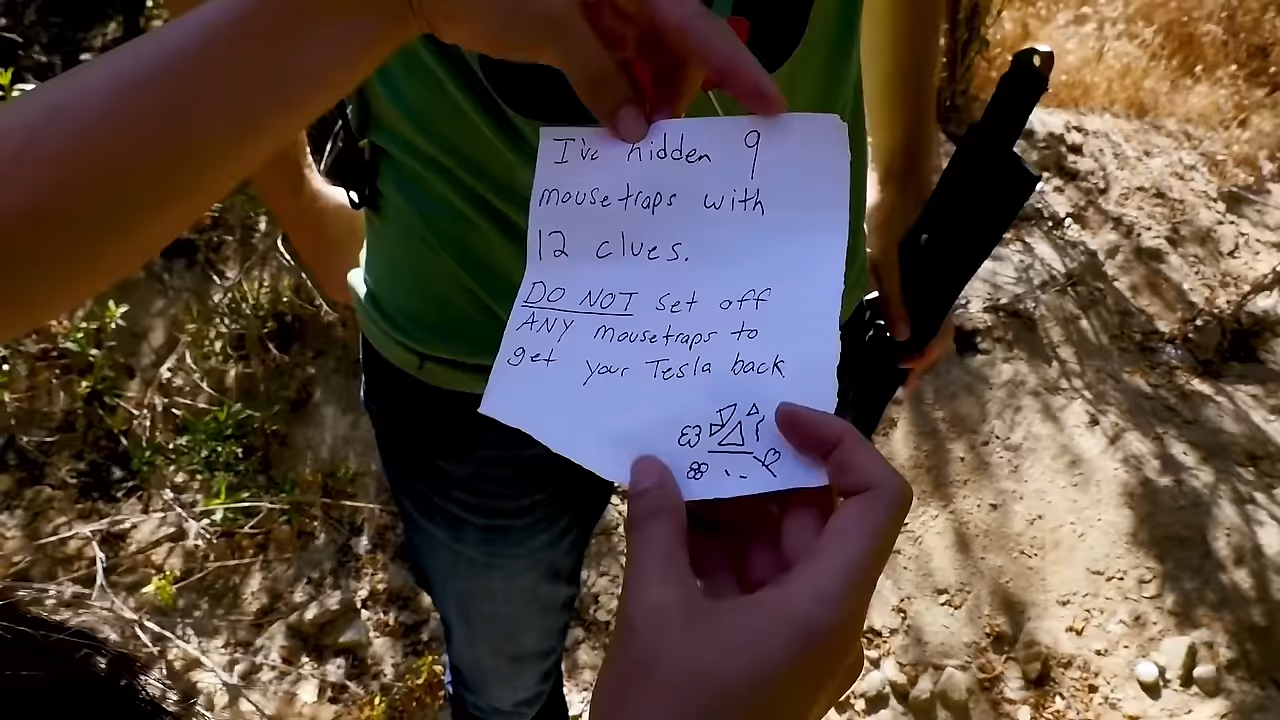 I've hidden 9
mousetraps with
12 clues.
DO NOT set off
ANY mousetraps to
get your Tesla back